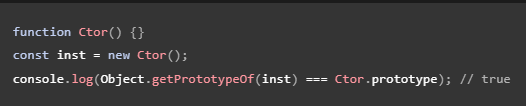 function Ctor() {}
const inst = new Ctor();
console.log(Object.getPrototypeOf(inst) === Ctor.prototype); // true